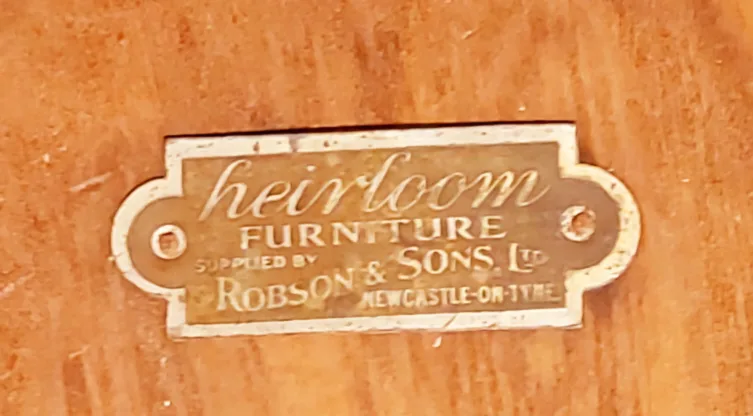 heirloom
FURNITURE
SUPPLIED BY
ROBSON & SONS, LTD
NEWCASTLE-ON-TYNE.